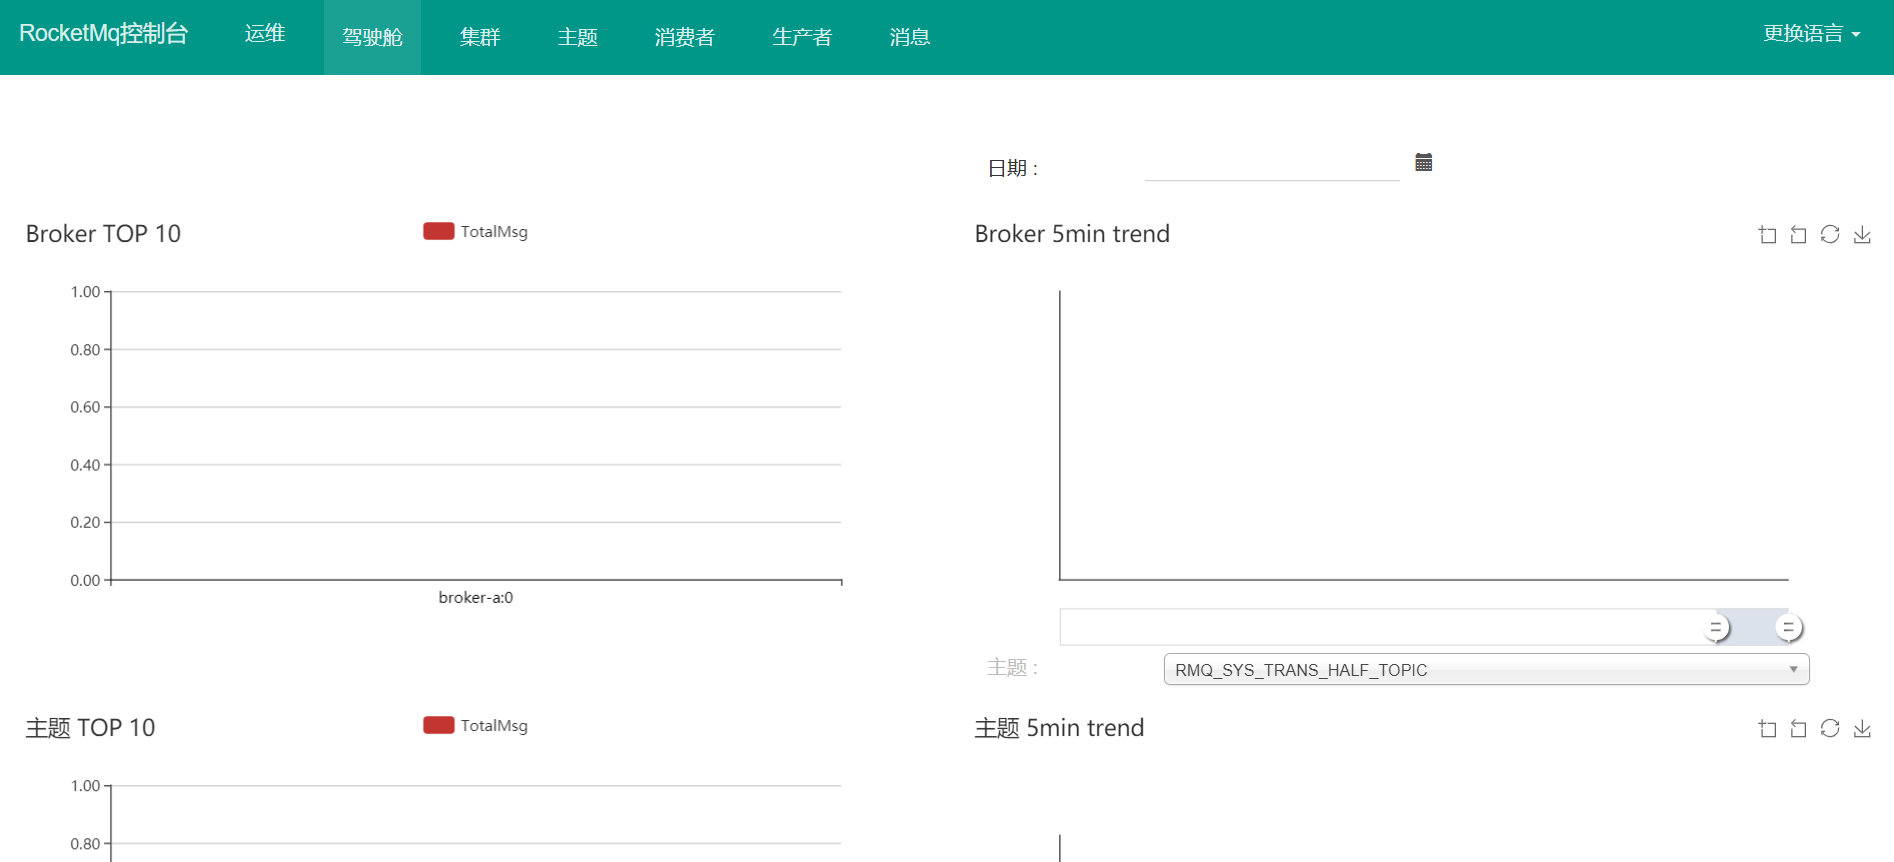 RocketMq控制台 运维 驾驶舱 集群 主题 消费者 生产者 消息 更换语言
日期 :
Broker TOP 10
TotalMsg
1.00
0.80
0.60
0.40
0.20
0.00
broker-a:0
Broker 5min trend
主题 :
RMQ_SYS_TRANS_HALF_TOPIC
主题 TOP 10
TotalMsg
1.00
0.80
主题 5min trend